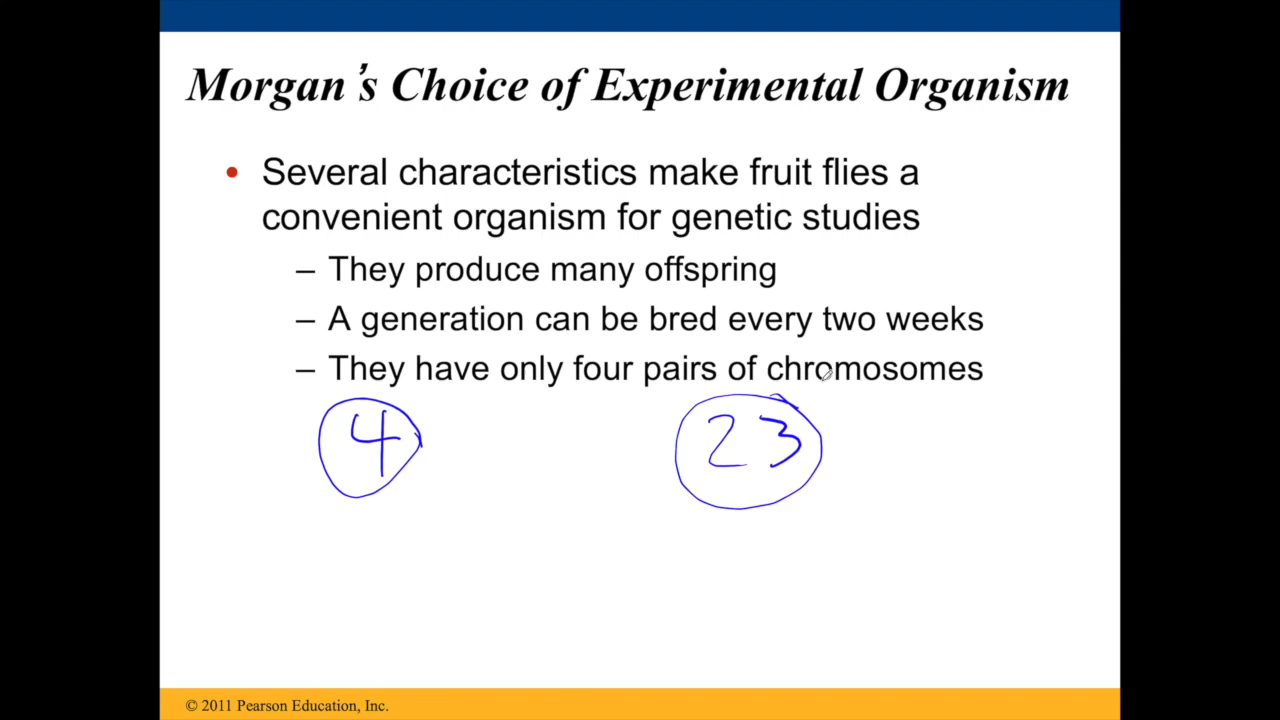 Morgan's Choice of Experimental Organism
• Several characteristics make fruit flies a
convenient organism for genetic studies
– They produce many offspring
– A generation can be bred every two weeks
– They have only four pairs of chromosomes
4 23
© 2011 Pearson Education, Inc.